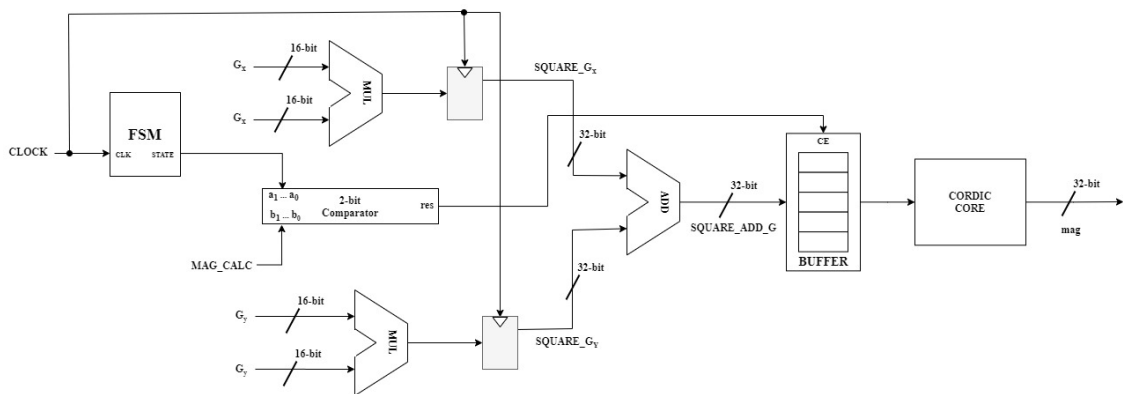 16-bit
Gx
MUL
16-bit
Gx
SQUARE_Gx
FSM
CLOCK
CLK
STATE
32-bit
CE
a1 ... a0
2-bit
Comparator
res
b1 ... b0
ADD
32-bit
SQUARE_ADD_G
BUFFER
CORDIC
CORE
32-bit
mag
MAG_CALC
32-bit
16-bit
Gy
MUL
16-bit
Gy
SQUARE_GY